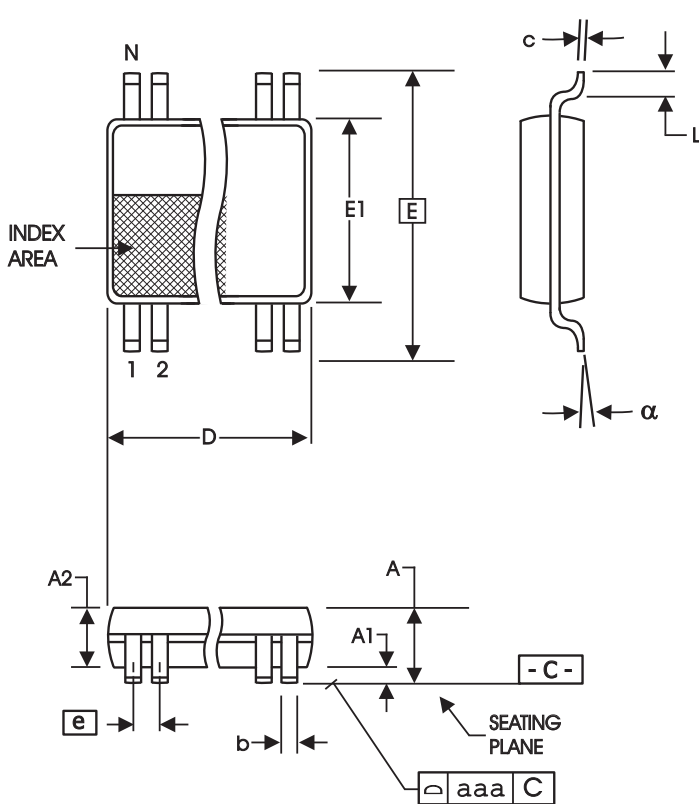 N
c
L
E1
E
INDEX
AREA
1 2
α
D
A2
A
A1
- C -
e
b
SEATING
PLANE
aaa C